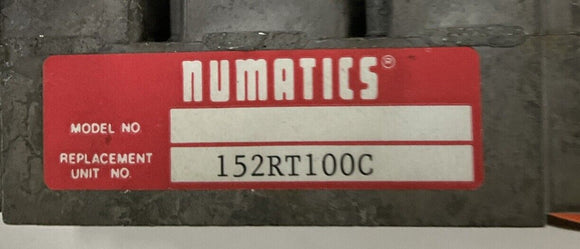 NUMATICS®
MODEL NO.
REPLACEMENT
UNIT NO. 152RT100C